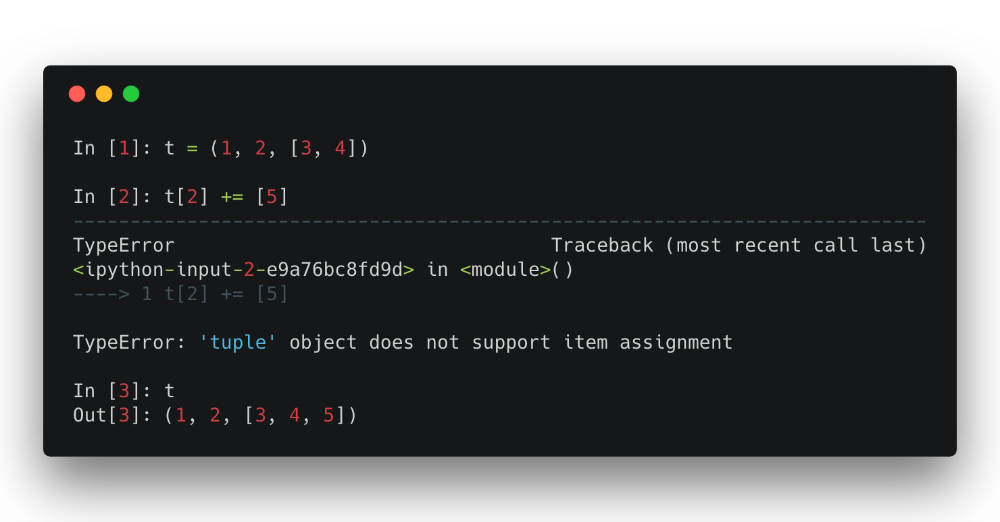 In [1]: t = (1, 2, [3, 4])
In [2]: t[2] += [5]
---------------------------------------------------------------------------
TypeError                                 Traceback (most recent call last)
<ipython-input-2-e9a76bc8fd9d> in <module>()
----> 1 t[2] += [5]
TypeError: 'tuple' object does not support item assignment
In [3]: t
Out[3]: (1, 2, [3, 4, 5])